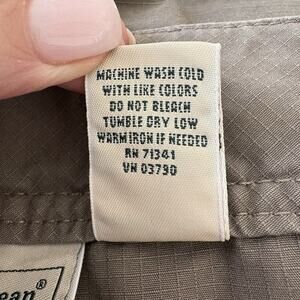 MACHINE WASH COLD
WITH LIKE COLORS
DO NOT BLEACH
TUMBLE DRY LOW
WARM IRON IF NEEDED
RN 71341
VN 03790
ean®